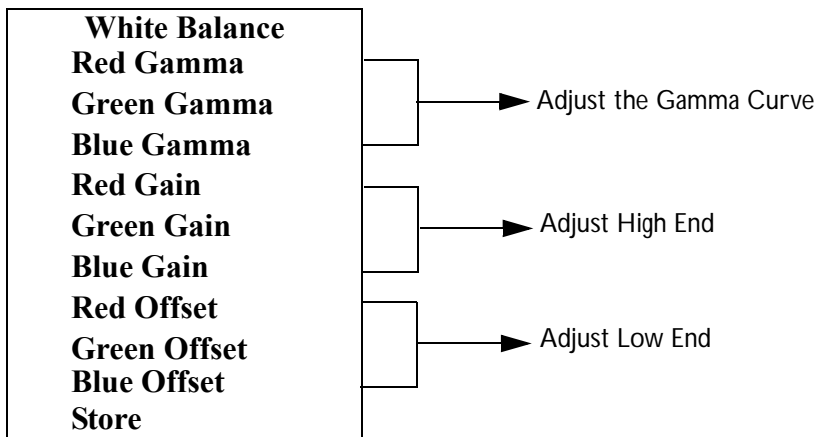 White Balance
Red Gamma
Green Gamma
Blue Gamma
Red Gain
Green Gain
Blue Gain
Red Offset
Green Offset
Blue Offset
Store
Adjust the Gamma Curve
Adjust High End
Adjust Low End